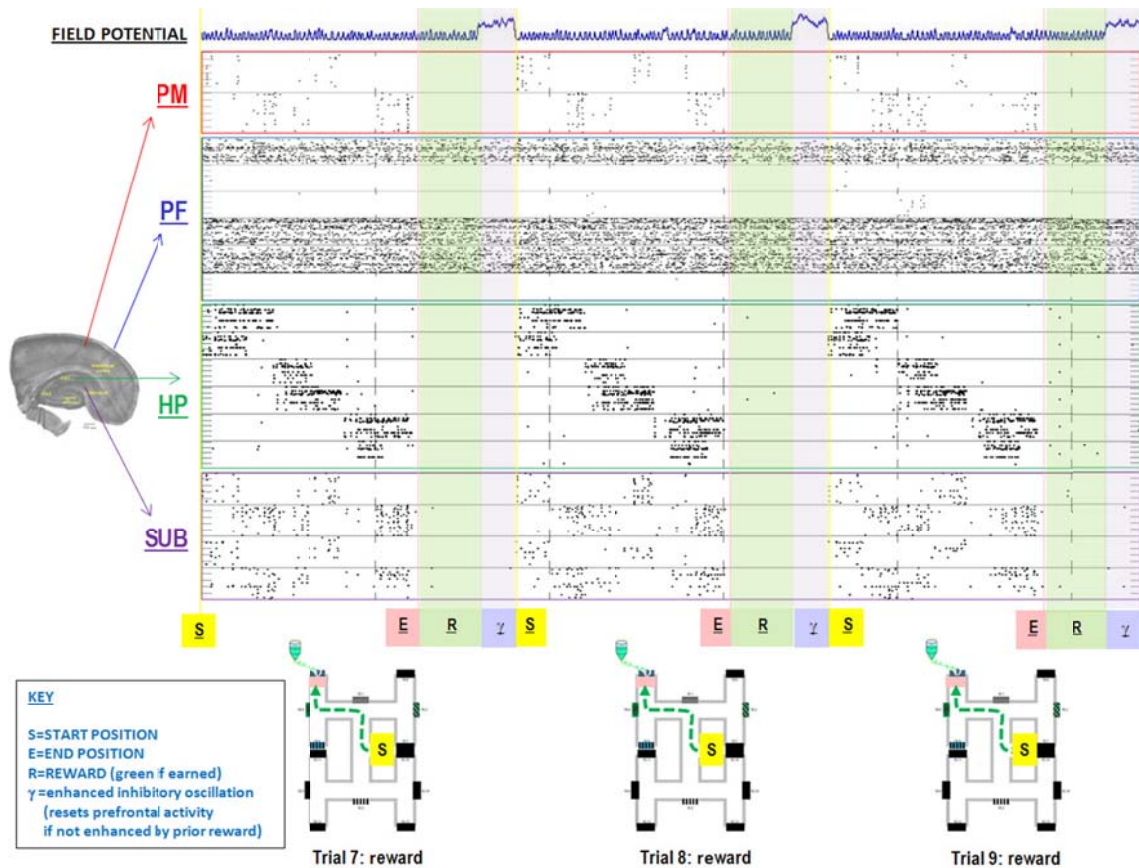 FIELD POTENTIAL
PM
PF
HP
SUB
S E R γ S E R γ S E R γ
KEY
S=START POSITION
E=END POSITION
R=REWARD (green if earned)
γ=enhanced inhibitory oscillation
(resets prefrontal activity
if not enhanced by prior reward)
S S S
Trial 7: reward Trial 8: reward Trial 9: reward